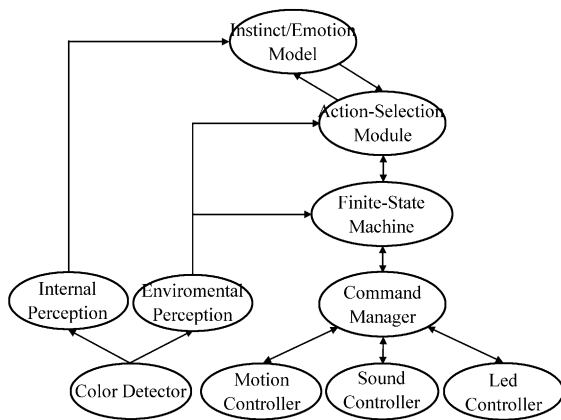 Instinct/Emotion
Model
Action-Selection
Module
Finite-State
Machine
Internal
Perception
Enviromental
Perception
Command
Manager
Color Detector
Motion
Controller
Sound
Controller
Led
Controller